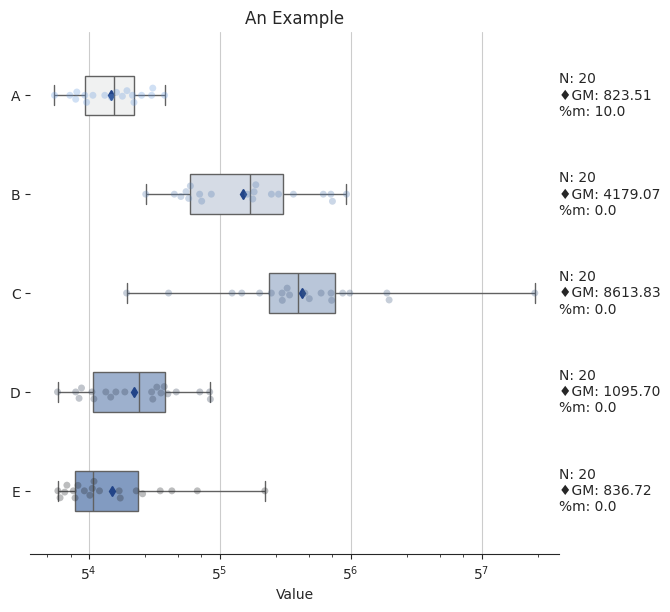 An Example
A
N: 20
♦GM: 823.51
%m: 10.0
B
N: 20
♦GM: 4179.07
%m: 0.0
C
N: 20
♦GM: 8613.83
%m: 0.0
D
N: 20
♦GM: 1095.70
%m: 0.0
E
N: 20
♦GM: 836.72
%m: 0.0
5⁴ 5⁵ 5⁶ 5⁷
Value